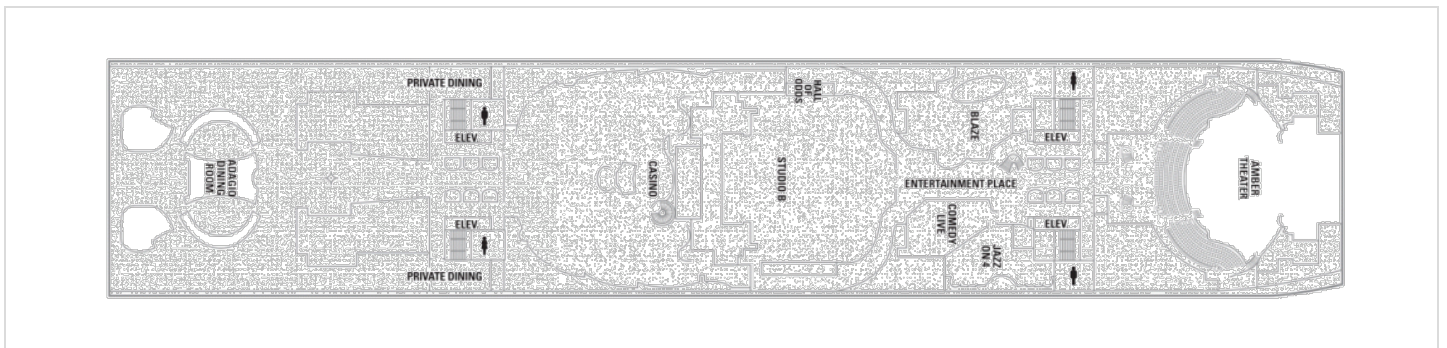 PRIVATE DINING
ELEV.
ADAGIO
DINING
ROOM
ELEV.
PRIVATE DINING
CASINO
STUDIO B
HALL
OF
ODDS
BLAZE
ENTERTAINMENT PLACE
COMEDY
LIVE
JAZZ
ON 4
ELEV.
ELEV.
AMBER
THEATER